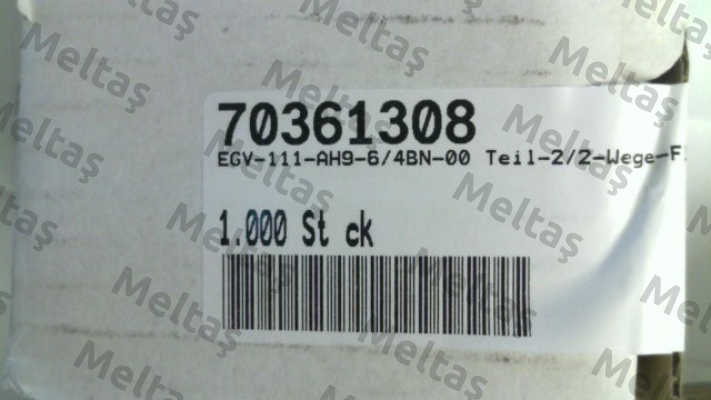 70361308
EGV-111-AH9-6/4BN-00 Teil-2/2-Wege-F
1.000 St ck
Meltaş